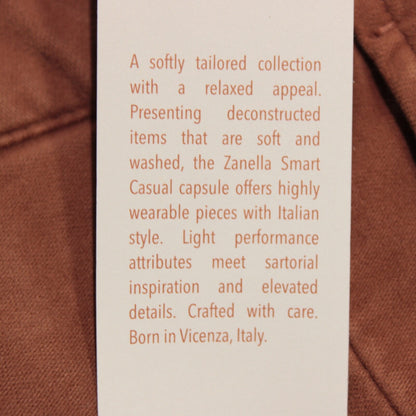 A softly tailored collection
with a relaxed appeal.
Presenting deconstructed
items that are soft and
washed, the Zanella Smart
Casual capsule offers highly
wearable pieces with Italian
style. Light performance
attributes meet sartorial
inspiration and elevated
details. Crafted with care.
Born in Vicenza, Italy.